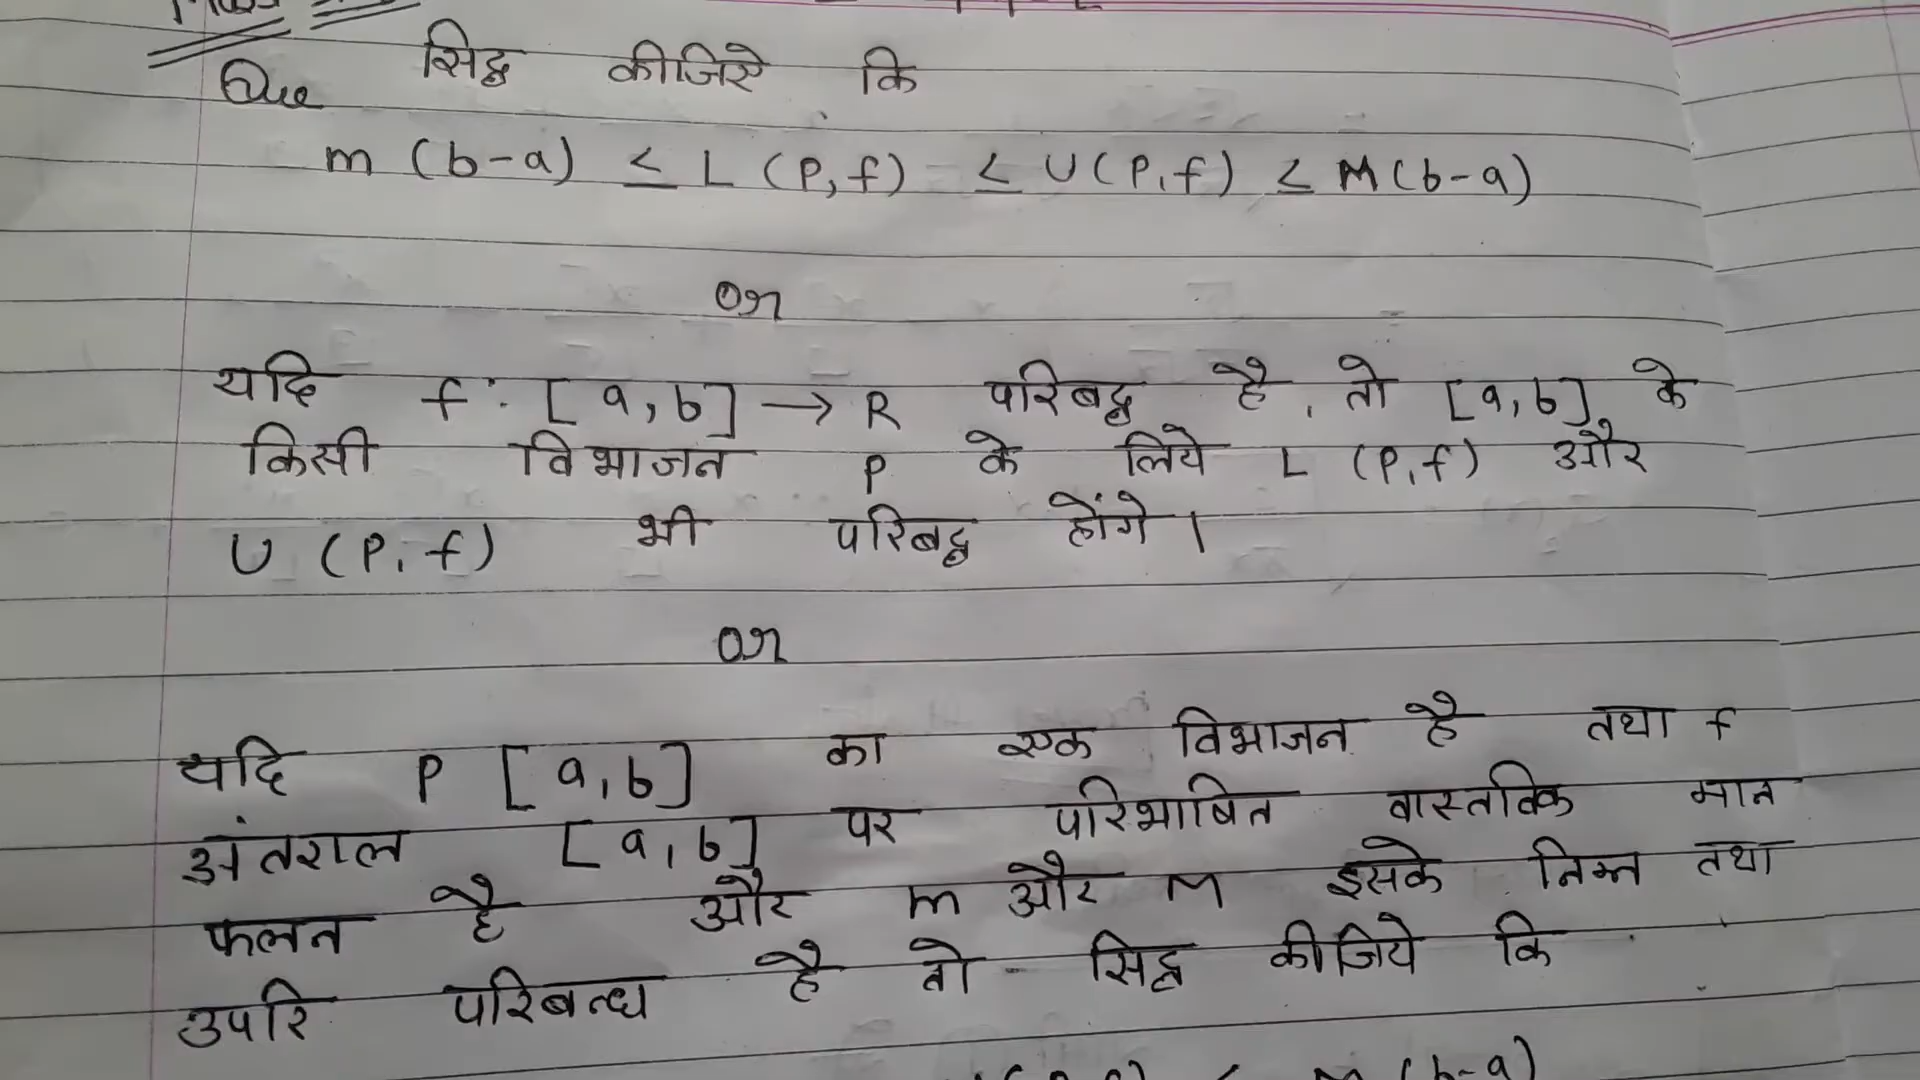 Que सिद्ध कीजिऐ कि
m (b-a) ≤ L (P, f) ≤ U (P, f) ≤ M (b-a)
or
यदि f : [a, b] → R परिबद्ध है, तो [a, b] के
किसी विभाजन P के लिये L (P, f) और
U (P, f) भी परिबद्ध होंगे ।
or
यदि P [a, b] का एक विभाजन है तथा f
अंतराल [a, b] पर परिभाषित वास्तविक मान
फलन है और m और M इसके निम्न तथा
उपरि परिबन्ध है तो सिद्ध कीजिये कि
≤ M (b-a)